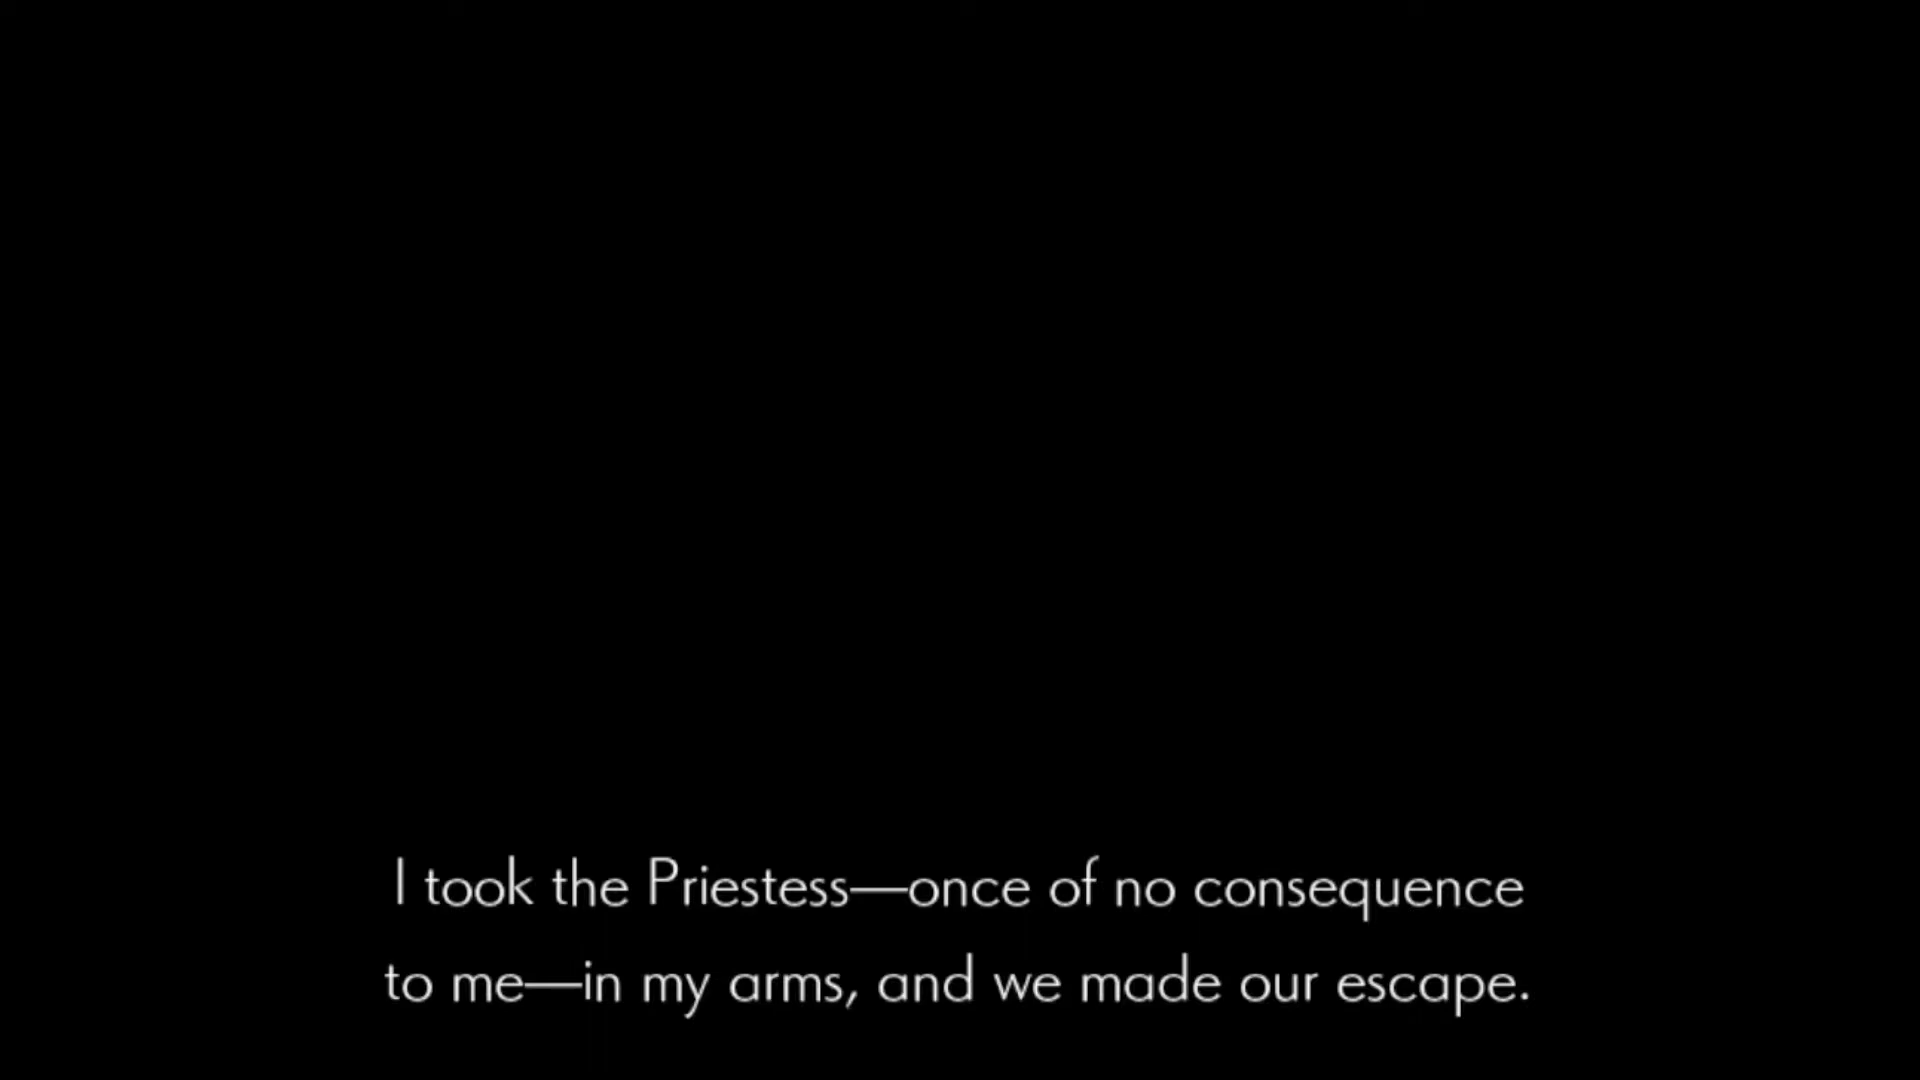 I took the Priestess—once of no consequence
to me—in my arms, and we made our escape.